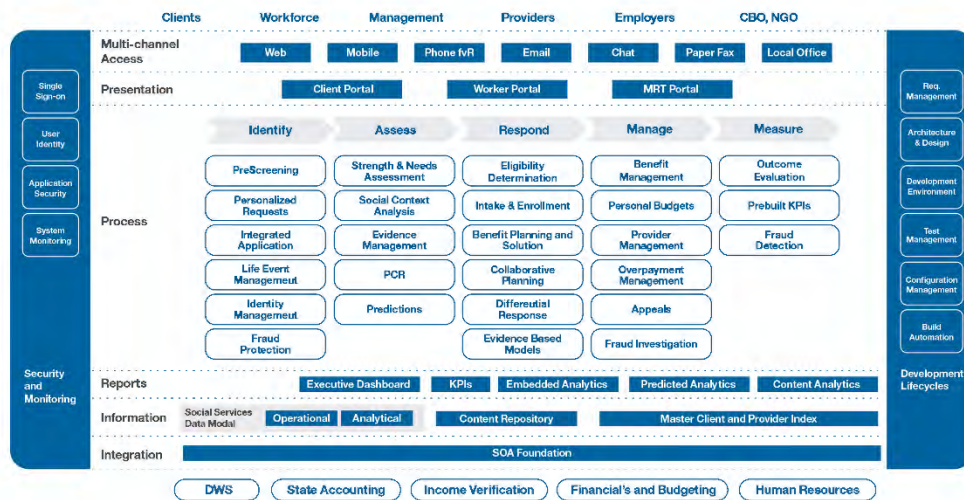 Clients Workforce Management Providers Employers CBO, NGO
Multi-channel
Access
Web Mobile Phone fvR Email Chat Paper Fax Local Office
Presentation
Client Portal Worker Portal MRT Portal
Single
Sign-on
User
Identity
Application
Security
System
Monitoring
Security
and
Monitoring
Process
Identify Assess Respond Manage Measure
PreScreening
Personalized
Requests
Integrated
Application
Life Event
Management
Identity
Management
Fraud
Protection
Strength & Needs
Assessment
Social Context
Analysis
Evidence
Management
PCR
Predictions
Eligibility
Determination
Intake & Enrollment
Benefit Planning and
Solution
Collaborative
Planning
Differential
Response
Evidence Based
Models
Benefit
Management
Personal Budgets
Provider
Management
Overpayment
Management
Appeals
Fraud Investigation
Outcome
Evaluation
Prebuilt KPIs
Fraud
Detection
Req.
Management
Architecture
& Design
Development
Environment
Test
Management
Configuration
Management
Build
Automation
Development
Lifecycles
Reports
Executive Dashboard KPIs Embedded Analytics Predicted Analytics Content Analytics
Information
Social Services
Data Modal
Operational Analytical Content Repository Master Client and Provider Index
Integration
SOA Foundation
DWS State Accounting Income Verification Financial's and Budgeting Human Resources